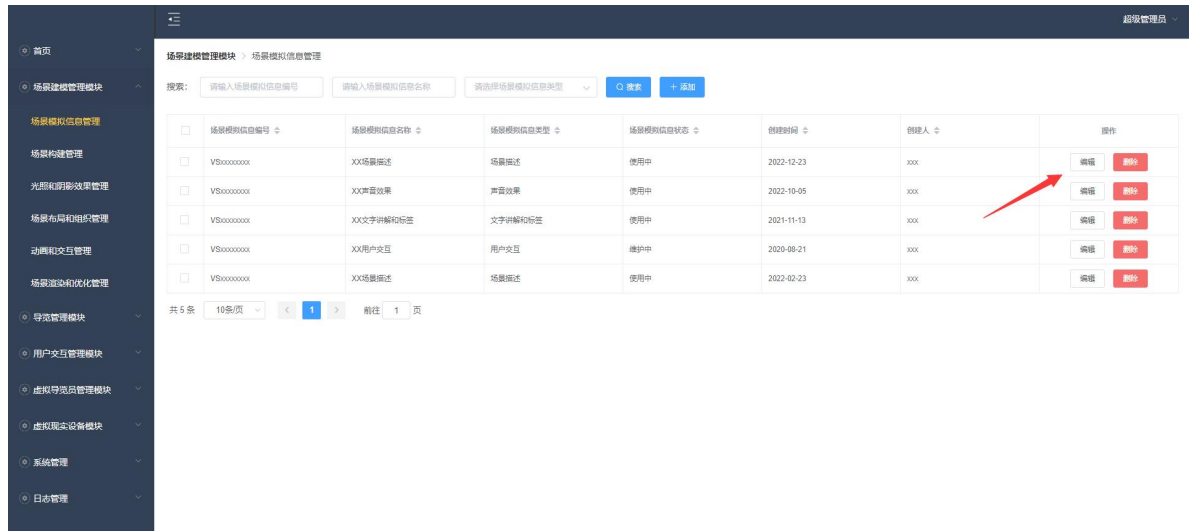 超级管理员
首页
场景建模管理模块
场景模拟信息管理
场景构建管理
光照和阴影效果管理
场景布局和组织管理
动画和交互管理
场景渲染和优化管理
导览管理模块
用户交互管理模块
虚拟导览员管理模块
虚拟现实设备模块
系统管理
日志管理
场景建模管理模块 > 场景模拟信息管理
搜索: 请输入场景模拟信息编号 请输入场景模拟信息名称 请选择场景模拟信息类型 搜索 + 添加
场景模拟信息编号 场景模拟信息名称 场景模拟信息类型 场景模拟信息状态 创建时间 创建人 操作
VSxxxxxxxx XX场景描述 场景描述 使用中 2022-12-23 xxx 编辑 删除
VSxxxxxxxx XX声音效果 声音效果 使用中 2022-10-05 xxx 编辑 删除
VSxxxxxxxx XX文字讲解和标签 文字讲解和标签 使用中 2021-11-13 xxx 编辑 删除
VSxxxxxxxx XX用户交互 用户交互 维护中 2020-08-21 xxx 编辑 删除
VSxxxxxxxx XX场景描述 场景描述 使用中 2022-02-23 xxx 编辑 删除
共 5 条 10条/页 < 1 > 前往 1 页